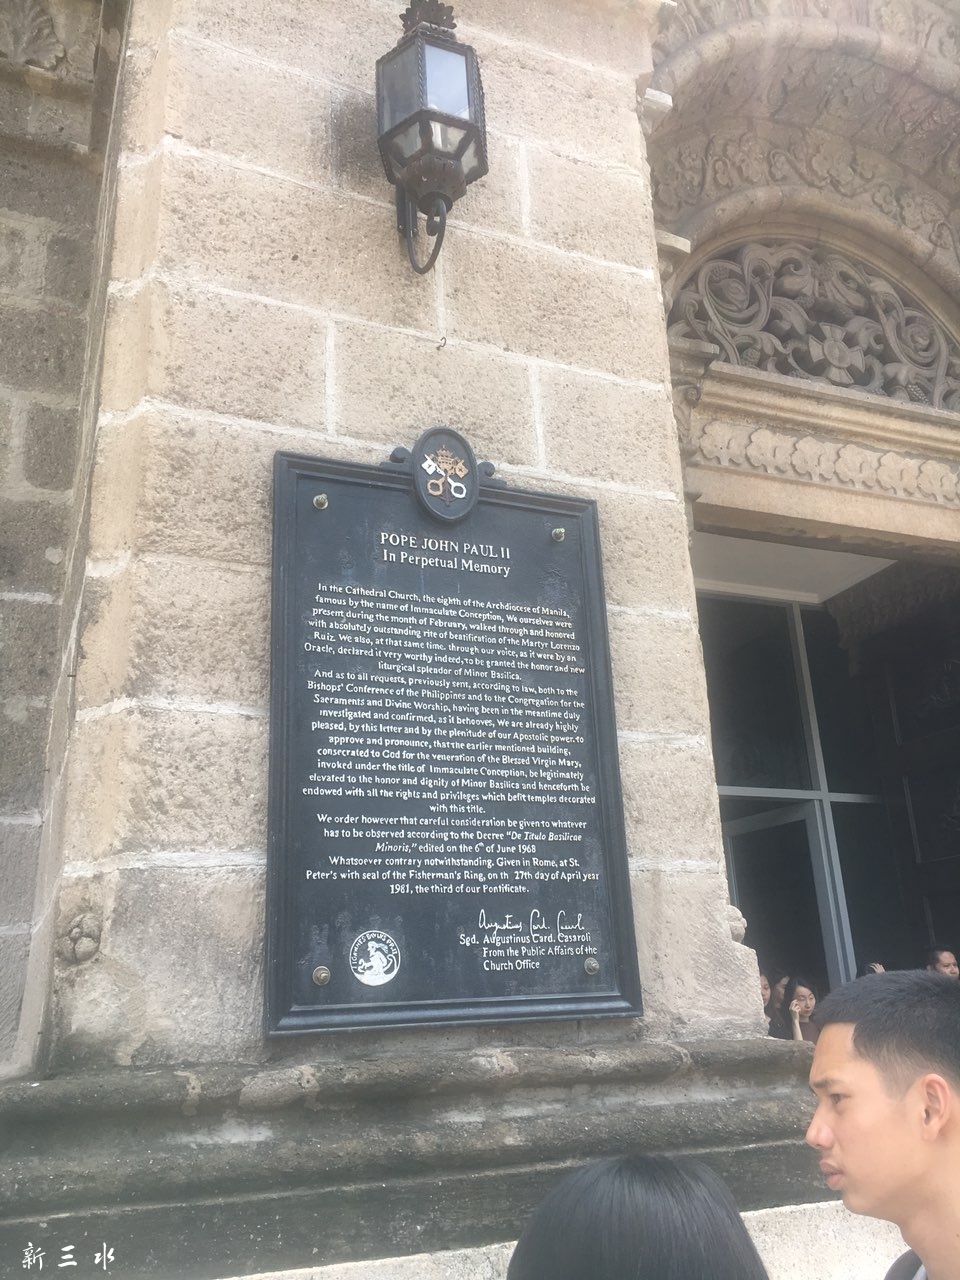 POPE JOHN PAUL II
In Perpetual Memory
In the Cathedral Church, the eighth of the Archdiocese of Manila,
famous by the name of Immaculate Conception, We ourselves were
present during the month of February, walked through and honored
with absolutely outstanding rite of beatification of the Martyr Lorenzo
Ruiz. We also, at that same time, through our voice, as it were by an
Oracle, declared it very worthy indeed, to be granted the honor and new
liturgical splendor of Minor Basilica.
And as to all requests, previously sent, according to law, both to the
Bishops' Conference of the Philippines and to the Congregation for the
Sacraments and Divine Worship, having been in the meantime duly
investigated and confirmed, as it behooves, We are already highly
pleased, by this letter and by the plenitude of our Apostolic power, to
approve and pronounce, that the earlier mentioned building,
consecrated to God for the veneration of the Blessed Virgin Mary,
invoked under the title of Immaculate Conception, be legitimately
elevated to the honor and dignity of Minor Basilica and henceforth be
endowed with all the rights and privileges which befit temples decorated
with this title.
We order however that careful consideration be given to whatever
has to be observed according to the Decree "De Titulo Basilicae
Minoris," edited on the 6th of June 1968
Whatsoever contrary notwithstanding. Given in Rome, at St.
Peter's with seal of the Fisherman's Ring, on th 27th day of April year
1981, the third of our Pontificate.
Sgd. Augustinus Card. Casaroli
From the Public Affairs of the
Church Office
新三水